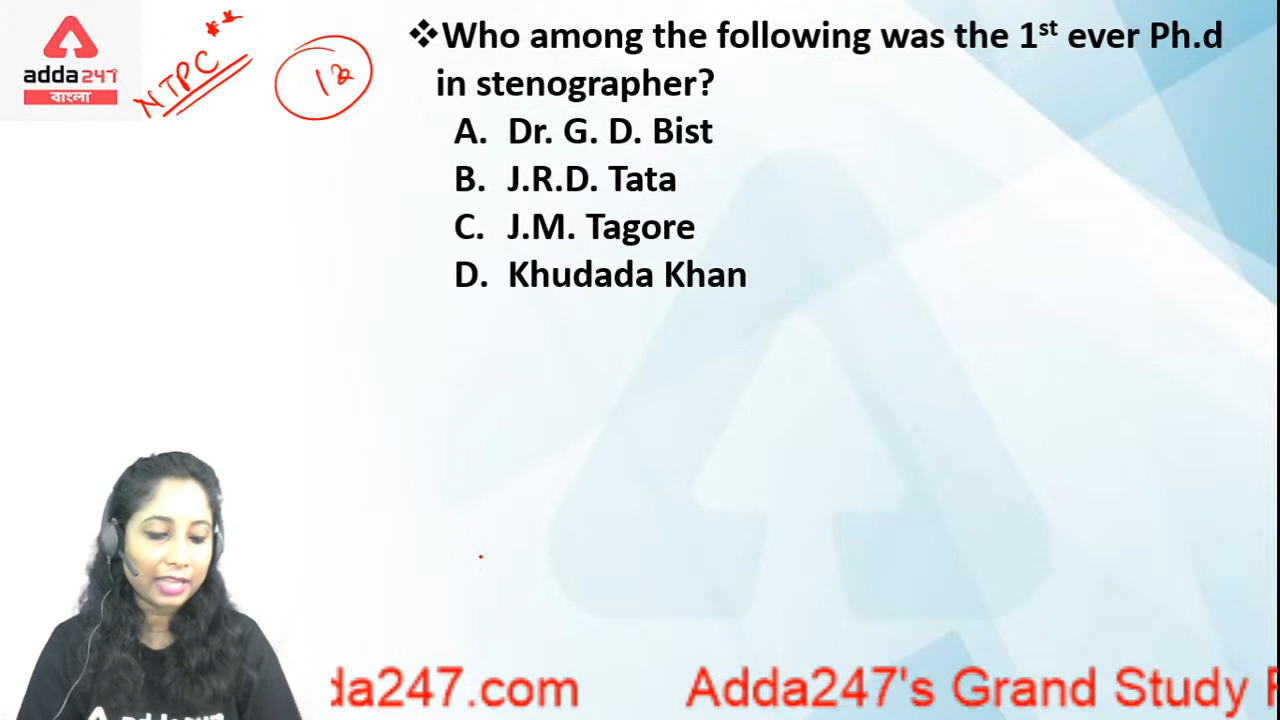 adda247
বাংলা
NTPC
12
❖Who among the following was the 1st ever Ph.d
in stenographer?
A. Dr. G. D. Bist
B. J.R.D. Tata
C. J.M. Tagore
D. Khudada Khan
da247.com Adda247's Grand Study